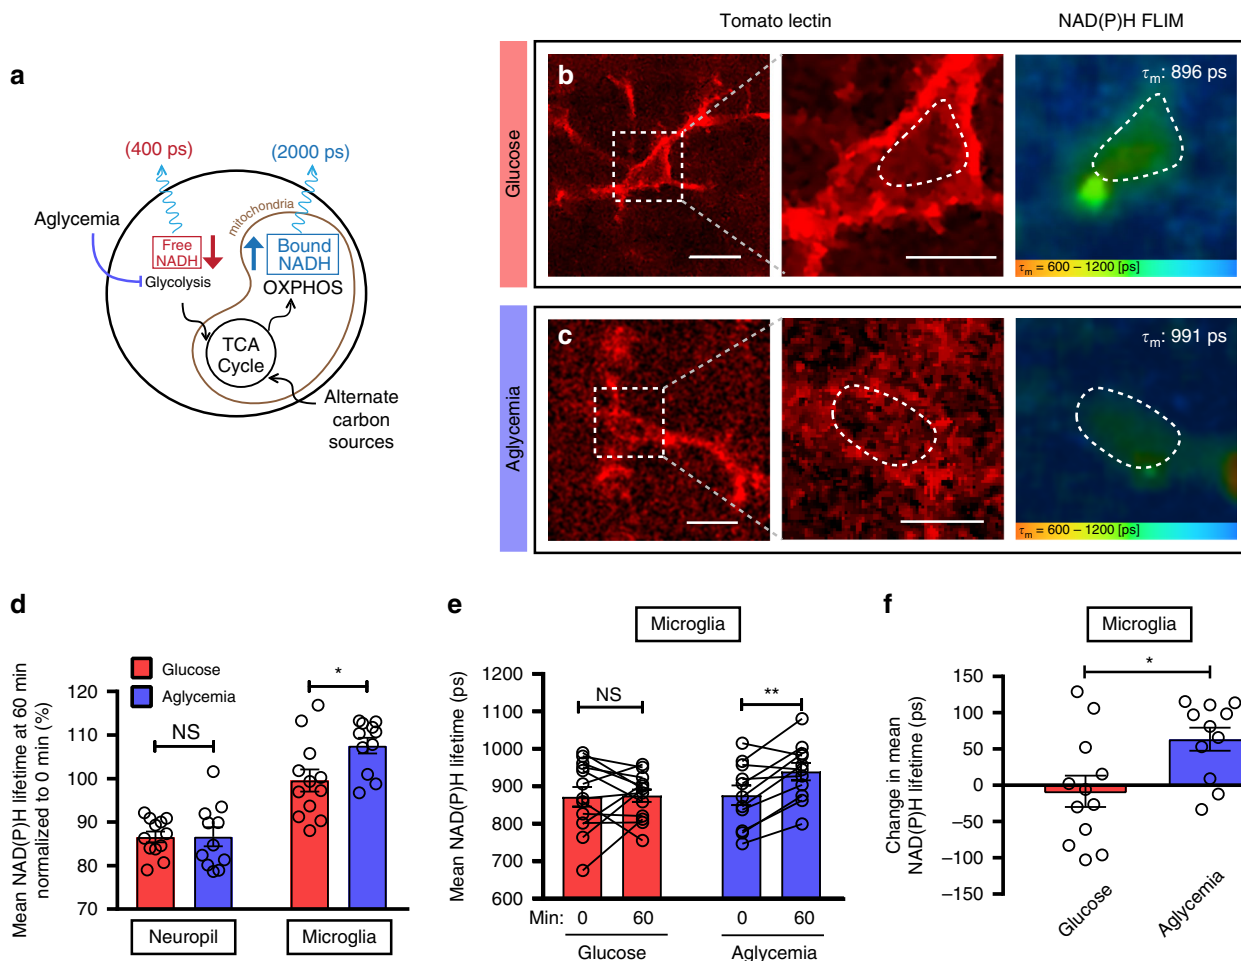 Tomato lectin
NAD(P)H FLIM
a
(400 ps)
(2000 ps)
Aglycemia
mitochondria
Free
NADH
Bound
NADH
Glycolysis
OXPHOS
TCA
Cycle
Alternate
carbon
sources
Glucose
b
τm: 896 ps
τm = 600 – 1200 [ps]
Aglycemia
c
τm: 991 ps
τm = 600 – 1200 [ps]
d
Glucose
Aglycemia
Mean NAD(P)H lifetime at 60 min
normalized to 0 min (%)
120
110
100
90
80
70
NS
*
Neuropil
Microglia
e
Microglia
Mean NAD(P)H lifetime (ps)
1200
1100
1000
900
800
700
600
NS
**
Min: 0 60 0 60
Glucose
Aglycemia
f
Microglia
Change in mean
NAD(P)H lifetime (ps)
150
100
50
0
–50
–100
–150
*
Glucose
Aglycemia